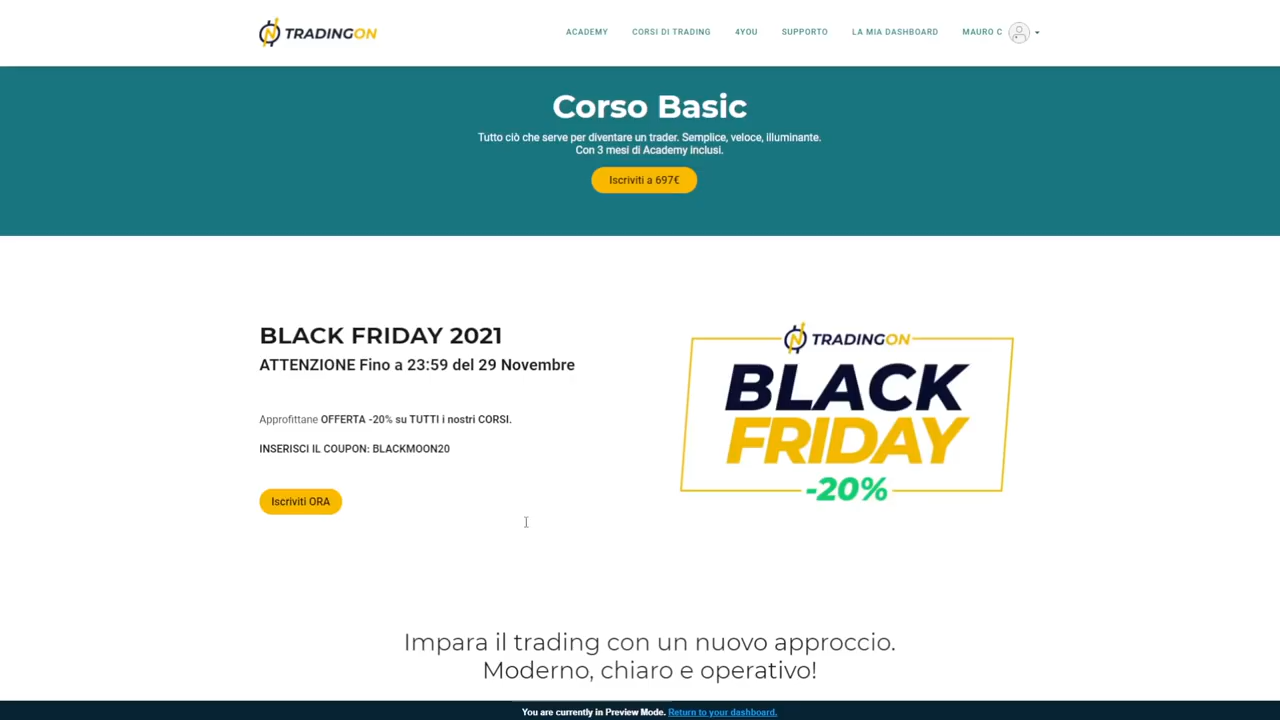 TRADINGON
ACADEMY CORSI DI TRADING 4YOU SUPPORTO LA MIA DASHBOARD MAURO C
Corso Basic
Tutto ciò che serve per diventare un trader. Semplice, veloce, illuminante.
Con 3 mesi di Academy inclusi.
Iscriviti a 697€
BLACK FRIDAY 2021
ATTENZIONE Fino a 23:59 del 29 Novembre
Approfittane OFFERTA -20% su TUTTI i nostri CORSI.
INSERISCI IL COUPON: BLACKMOON20
Iscriviti ORA
TRADINGON
BLACK
FRIDAY
-20%
Impara il trading con un nuovo approccio.
Moderno, chiaro e operativo!
You are currently in Preview Mode. Return to your dashboard.